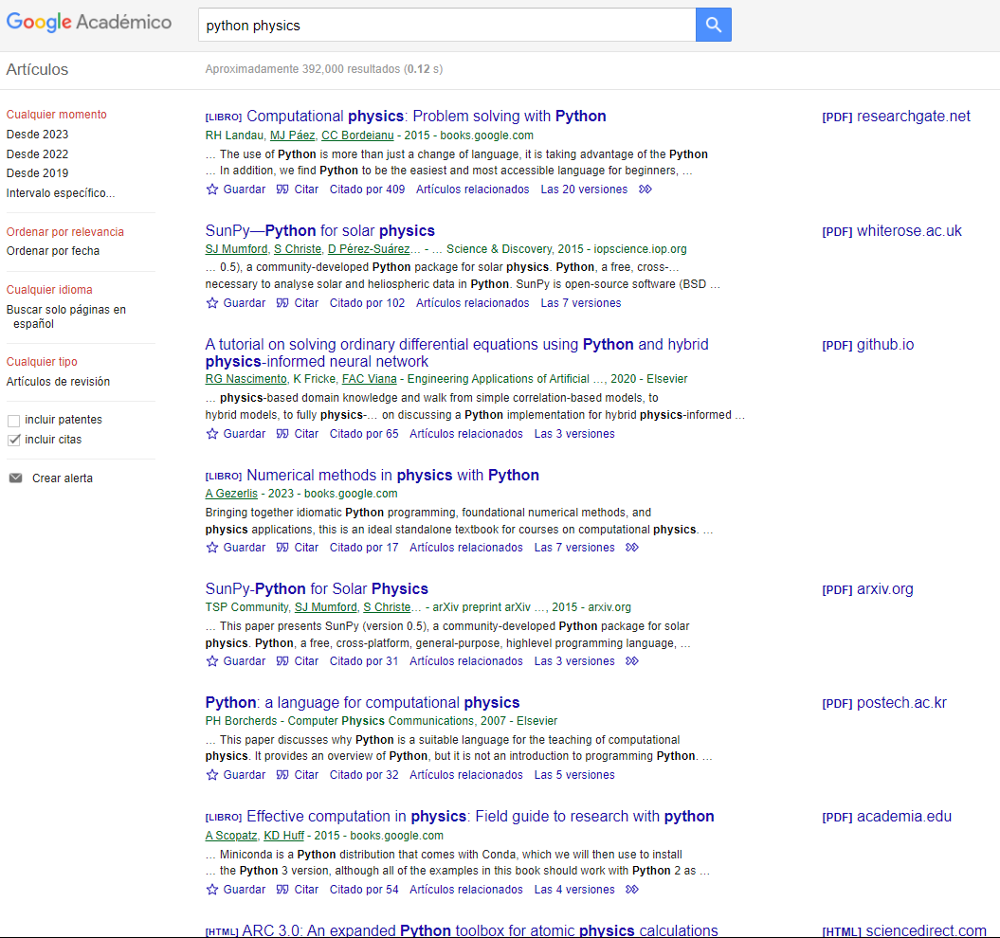 Google Académico
python physics
Artículos
Aproximadamente 392,000 resultados (0.12 s)
Cualquier momento
Desde 2023
Desde 2022
Desde 2019
Intervalo específico...
Ordenar por relevancia
Ordenar por fecha
Cualquier idioma
Buscar solo páginas en
español
Cualquier tipo
Artículos de revisión
incluir patentes
incluir citas
Crear alerta
[LIBRO] Computational physics: Problem solving with Python
[PDF] researchgate.net
RH Landau, MJ Páez, CC Bordeianu - 2015 - books.google.com
… The use of Python is more than just a change of language, it is taking advantage of the Python
… In addition, we find Python to be the easiest and most accessible language for beginners, …
Guardar Citar Citado por 409 Artículos relacionados Las 20 versiones
SunPy—Python for solar physics
[PDF] whiterose.ac.uk
SJ Mumford, S Christe, D Pérez-Suárez… - … Science & Discovery, 2015 - iopscience.iop.org
… 0.5), a community-developed Python package for solar physics. Python, a free, cross-…
necessary to analyse solar and heliospheric data in Python. SunPy is open-source software (BSD …
Guardar Citar Citado por 102 Artículos relacionados Las 7 versiones
A tutorial on solving ordinary differential equations using Python and hybrid
physics-informed neural network
[PDF] github.io
RG Nascimento, K Fricke, FAC Viana - Engineering Applications of Artificial …, 2020 - Elsevier
… physics-based domain knowledge and walk from simple correlation-based models, to
hybrid models, to fully physics-… on discussing a Python implementation for hybrid physics-informed …
Guardar Citar Citado por 65 Artículos relacionados Las 3 versiones
[LIBRO] Numerical methods in physics with Python
A Gezerlis - 2023 - books.google.com
Bringing together idiomatic Python programming, foundational numerical methods, and
physics applications, this is an ideal standalone textbook for courses on computational physics. …
Guardar Citar Citado por 17 Artículos relacionados Las 7 versiones
SunPy-Python for Solar Physics
[PDF] arxiv.org
TSP Community, SJ Mumford, S Christe… - arXiv preprint arXiv …, 2015 - arxiv.org
… This paper presents SunPy (version 0.5), a community-developed Python package for solar
physics. Python, a free, cross-platform, general-purpose, highlevel programming language, …
Guardar Citar Citado por 31 Artículos relacionados Las 3 versiones
Python: a language for computational physics
[PDF] postech.ac.kr
PH Borcherds - Computer Physics Communications, 2007 - Elsevier
… This paper discusses why Python is a suitable language for the teaching of computational
physics. It provides an overview of Python, but it is not an introduction to programming Python. …
Guardar Citar Citado por 32 Artículos relacionados Las 5 versiones
[LIBRO] Effective computation in physics: Field guide to research with python
[PDF] academia.edu
A Scopatz, KD Huff - 2015 - books.google.com
… Miniconda is a Python distribution that comes with Conda, which we will then use to install
… the Python 3 version, although all of the examples in this book should work with Python 2 as …
Guardar Citar Citado por 54 Artículos relacionados Las 4 versiones
[HTML] ARC 3.0: An expanded Python toolbox for atomic physics calculations
[HTML] sciencedirect.com